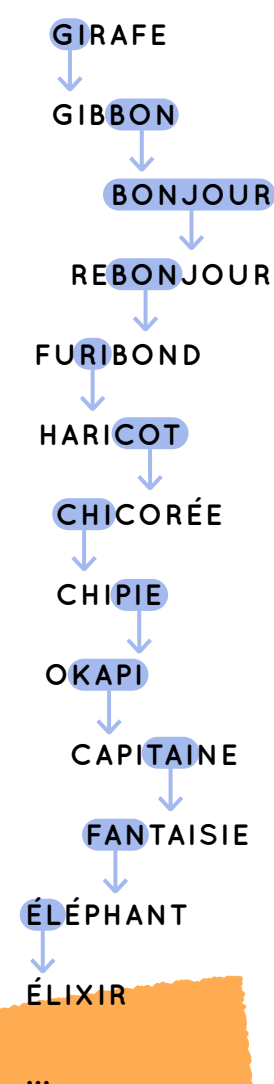 GIRAFE
GIBBON
BONJOUR
REBONJOUR
FURIBOND
HARICOT
CHICORÉE
CHIPIE
OKAPI
CAPITAINE
FANTAISIE
ÉLÉPHANT
ÉLIXIR
...